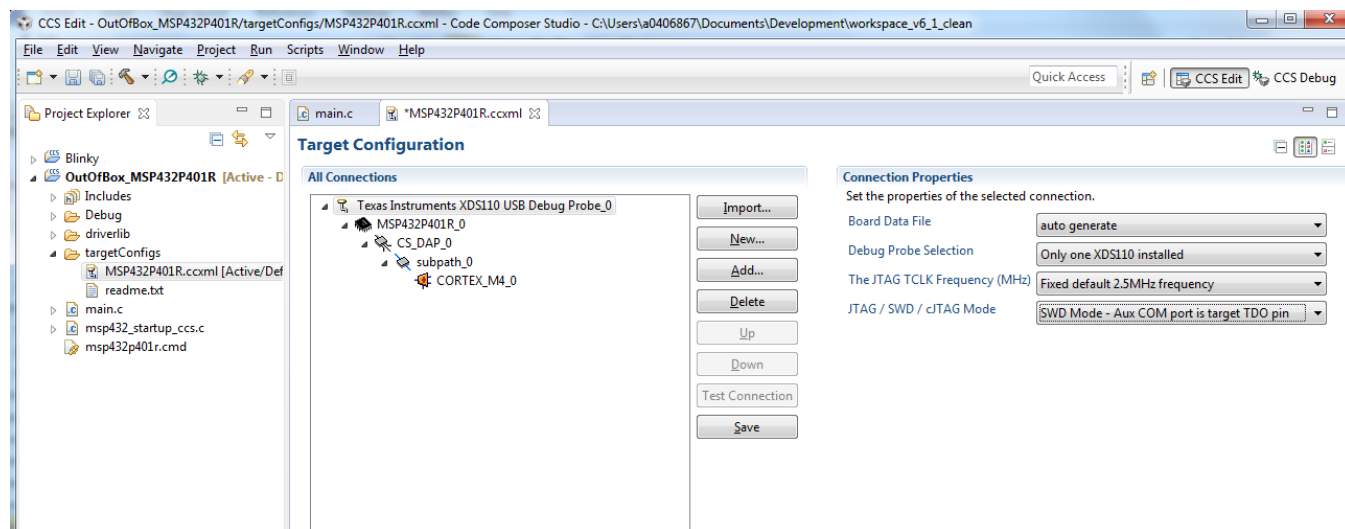 CCS Edit - OutOfBox_MSP432P401R/targetConfigs/MSP432P401R.ccxml - Code Composer Studio - C:\Users\a0406867\Documents\Development\workspace_v6_1_clean
File Edit View Navigate Project Run Scripts Window Help
Quick Access CCS Edit CCS Debug
Project Explorer
Blinky
OutOfBox_MSP432P401R [Active - D
Includes
Debug
driverlib
targetConfigs
MSP432P401R.ccxml [Active/Def
readme.txt
main.c
msp432_startup_ccs.c
msp432p401r.cmd
main.c *MSP432P401R.ccxml
Target Configuration
All Connections
Texas Instruments XDS110 USB Debug Probe_0
MSP432P401R_0
CS_DAP_0
subpath_0
CORTEX_M4_0
Import...
New...
Add...
Delete
Up
Down
Test Connection
Save
Connection Properties
Set the properties of the selected connection.
Board Data File auto generate
Debug Probe Selection Only one XDS110 installed
The JTAG TCLK Frequency (MHz) Fixed default 2.5MHz frequency
JTAG / SWD / cJTAG Mode SWD Mode - Aux COM port is target TDO pin